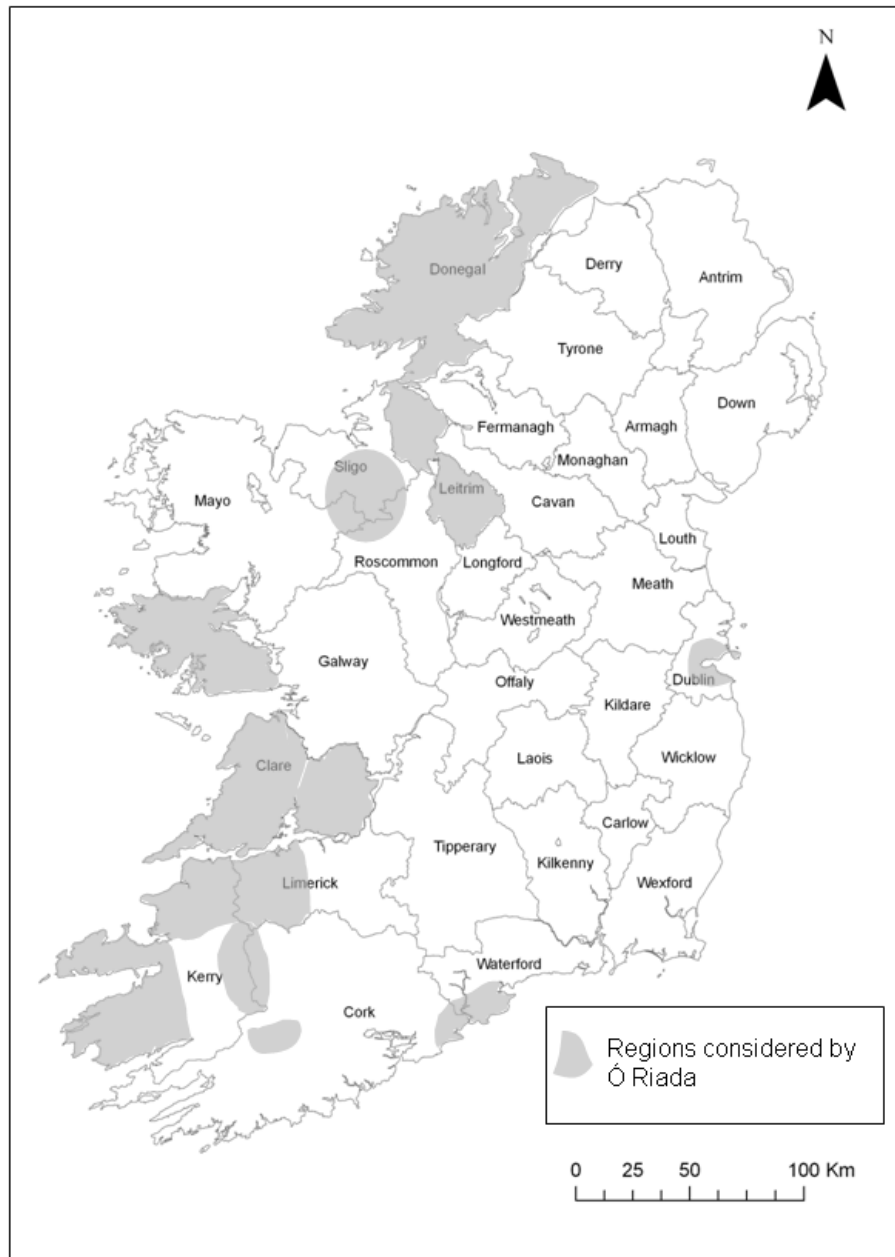 N
Donegal
Derry
Antrim
Tyrone
Down
Fermanagh
Armagh
Monaghan
Sligo
Leitrim
Mayo
Cavan
Louth
Roscommon
Longford
Meath
Westmeath
Galway
Offaly
Dublin
Kildare
Clare
Laois
Wicklow
Carlow
Tipperary
Kilkenny
Limerick
Wexford
Waterford
Kerry
Cork
Regions considered by
Ó Riada
0 25 50 100 Km